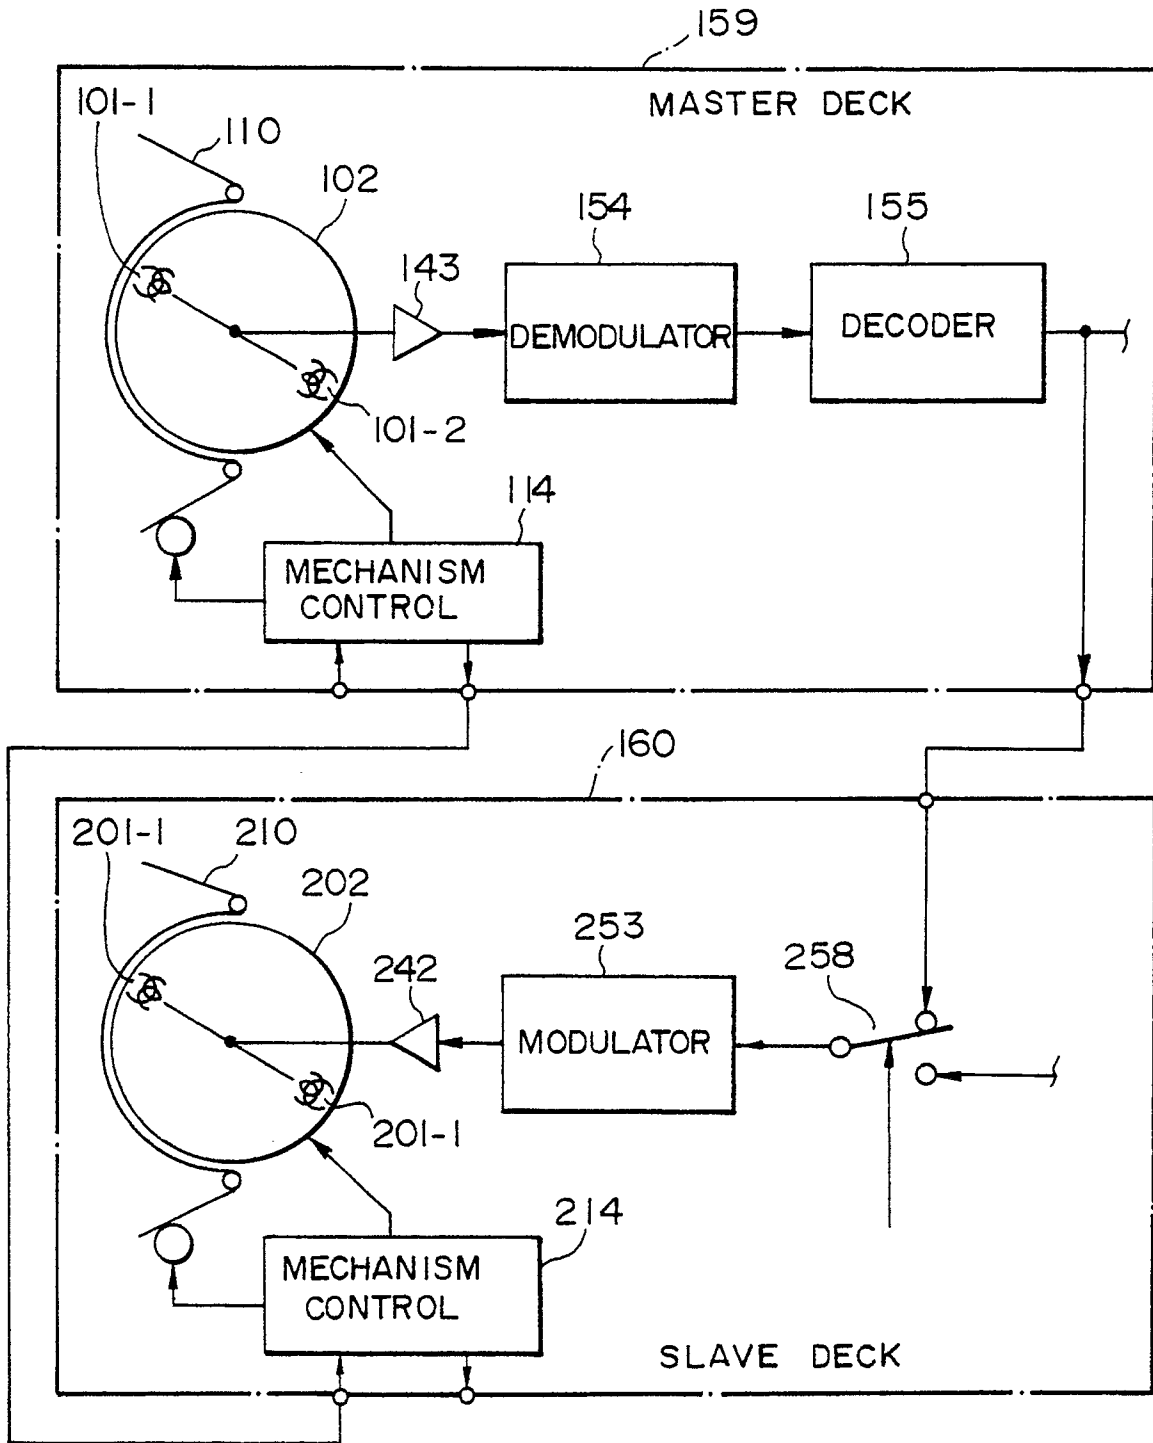 159
MASTER DECK
101-1
110
102
154
155
143
DEMODULATOR
DECODER
101-2
114
MECHANISM
CONTROL
160
201-1
210
202
253
258
242
MODULATOR
201-1
214
MECHANISM
CONTROL
SLAVE DECK